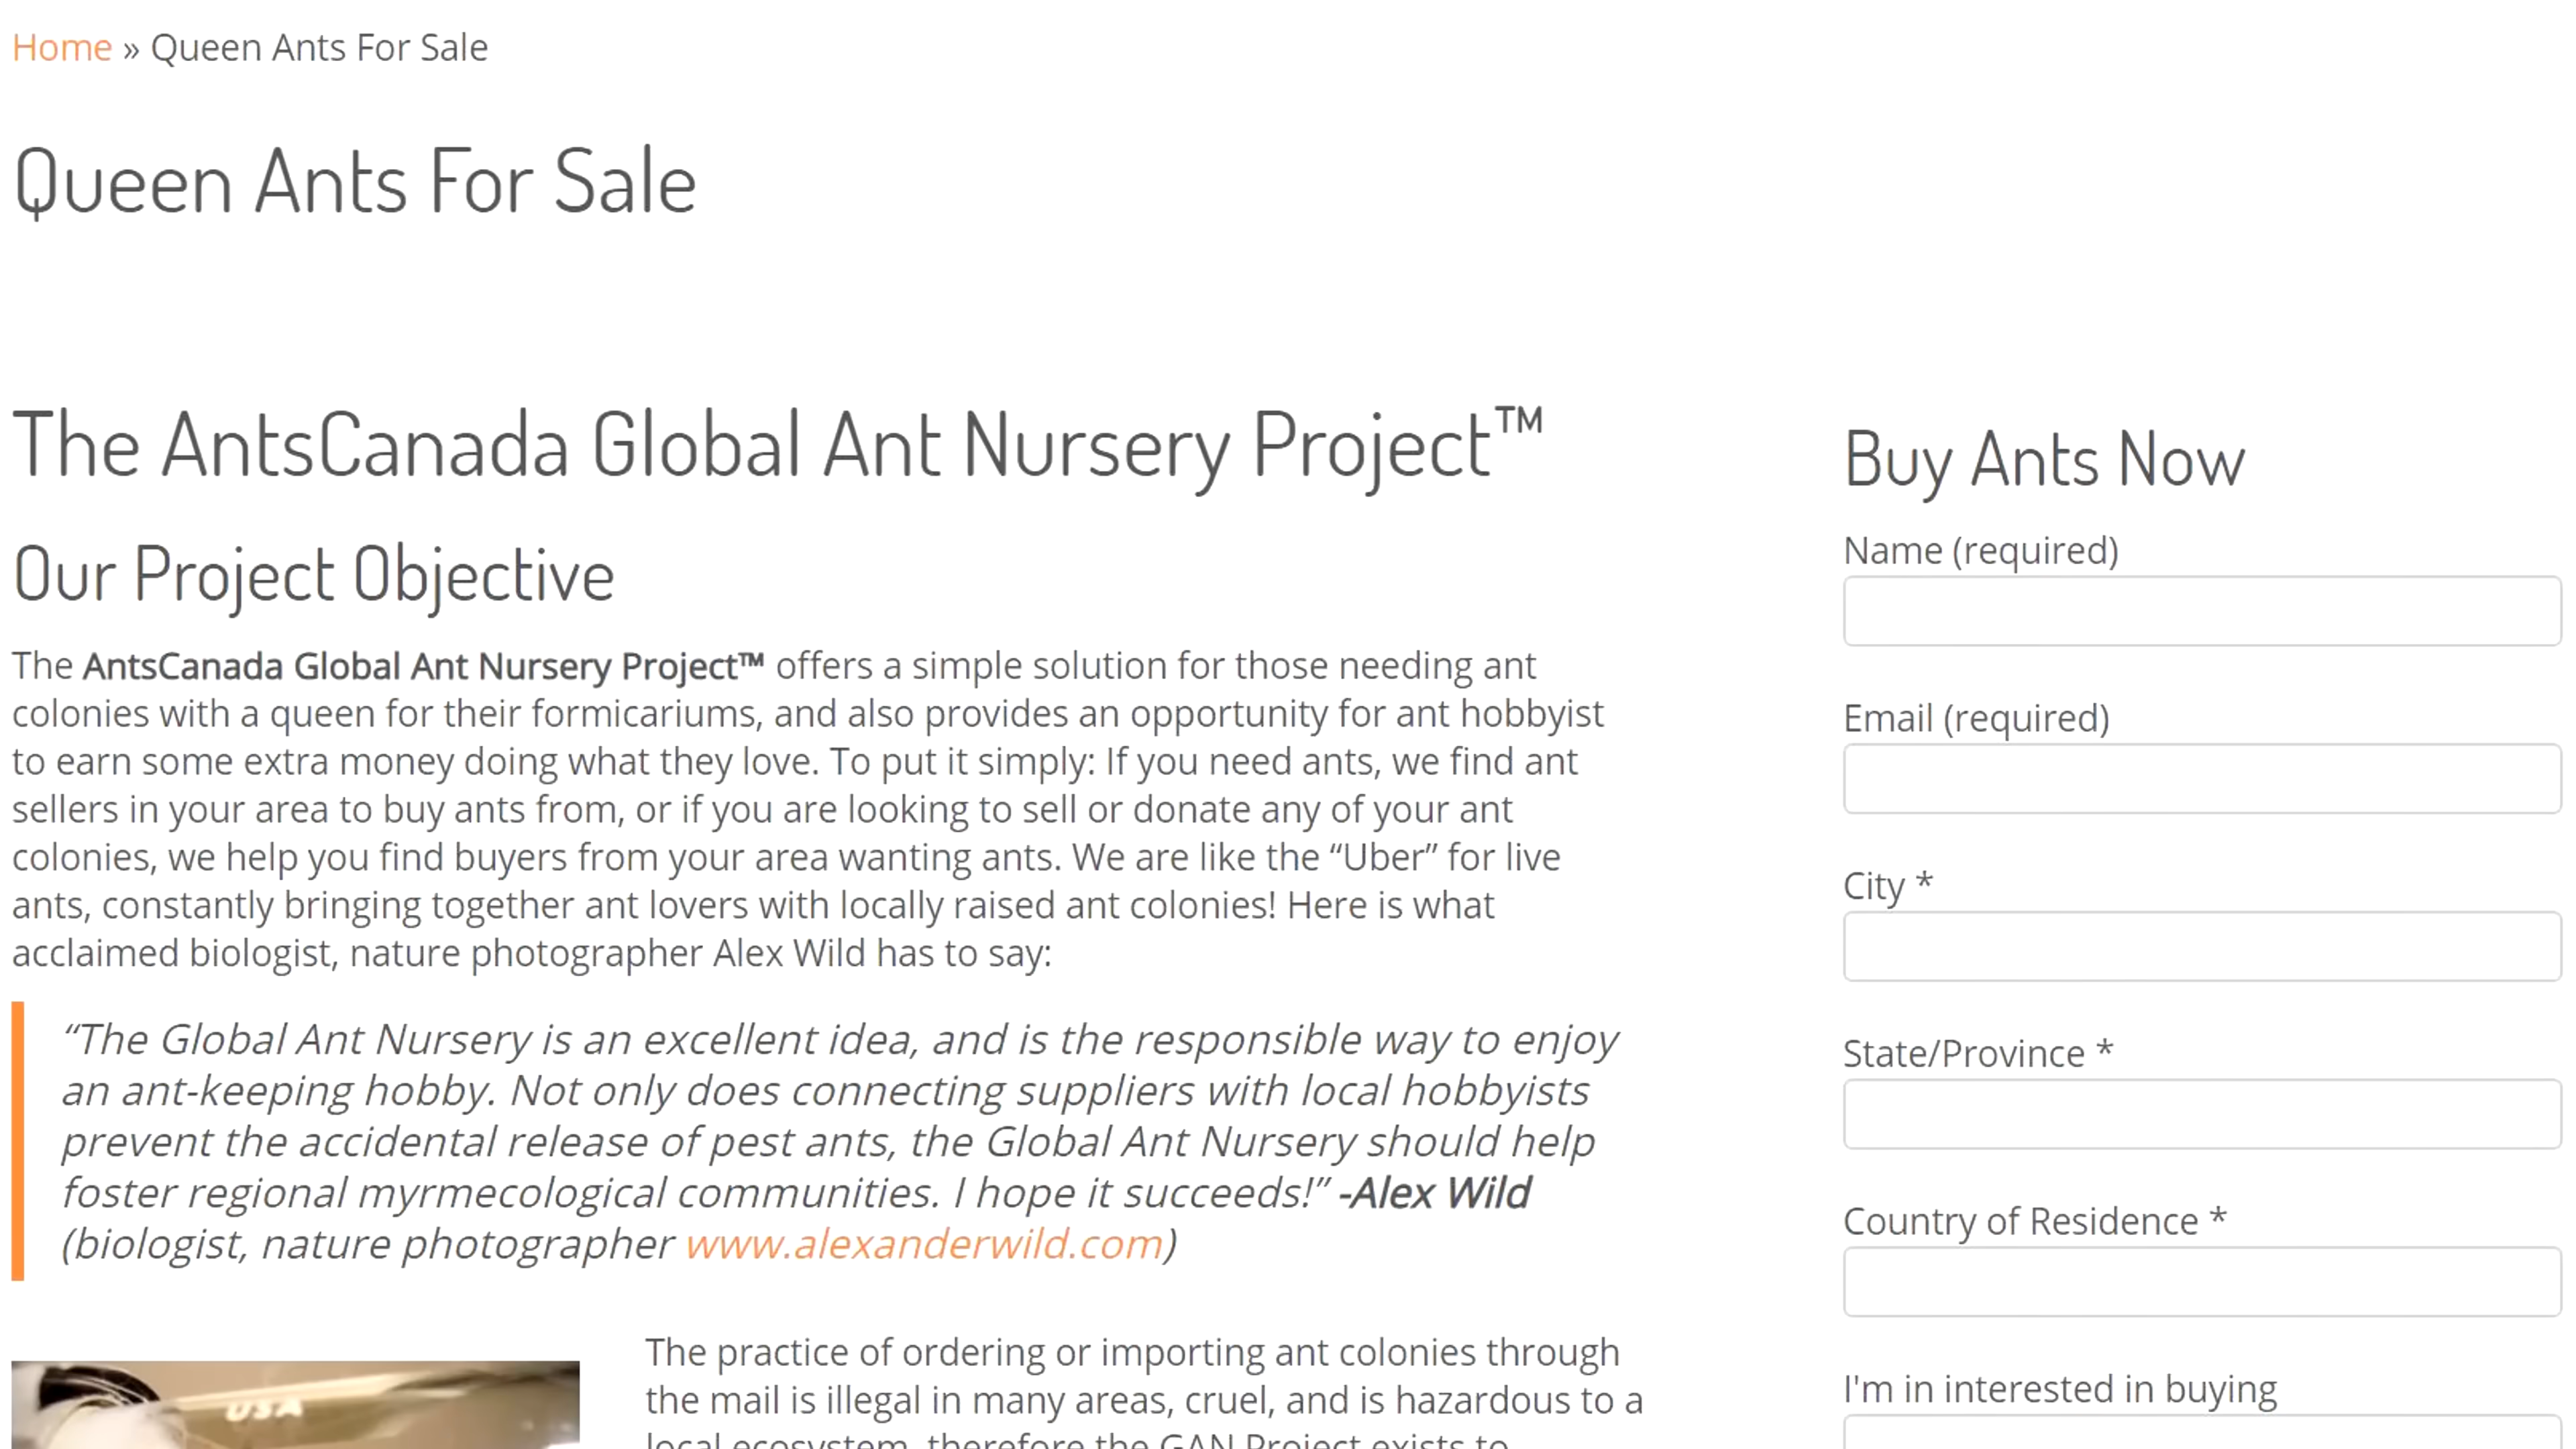 Home » Queen Ants For Sale
Queen Ants For Sale
The AntsCanada Global Ant Nursery Project™
Our Project Objective
The AntsCanada Global Ant Nursery Project™ offers a simple solution for those needing ant
colonies with a queen for their formicariums, and also provides an opportunity for ant hobbyist
to earn some extra money doing what they love. To put it simply: If you need ants, we find ant
sellers in your area to buy ants from, or if you are looking to sell or donate any of your ant
colonies, we help you find buyers from your area wanting ants. We are like the “Uber” for live
ants, constantly bringing together ant lovers with locally raised ant colonies! Here is what
acclaimed biologist, nature photographer Alex Wild has to say:
“The Global Ant Nursery is an excellent idea, and is the responsible way to enjoy
an ant-keeping hobby. Not only does connecting suppliers with local hobbyists
prevent the accidental release of pest ants, the Global Ant Nursery should help
foster regional myrmecological communities. I hope it succeeds!” -Alex Wild
(biologist, nature photographer www.alexanderwild.com)
USA
The practice of ordering or importing ant colonies through
the mail is illegal in many areas, cruel, and is hazardous to a
local ecosystem, therefore the GAN Project exists to
Buy Ants Now
Name (required)
Email (required)
City *
State/Province *
Country of Residence *
I'm in interested in buying